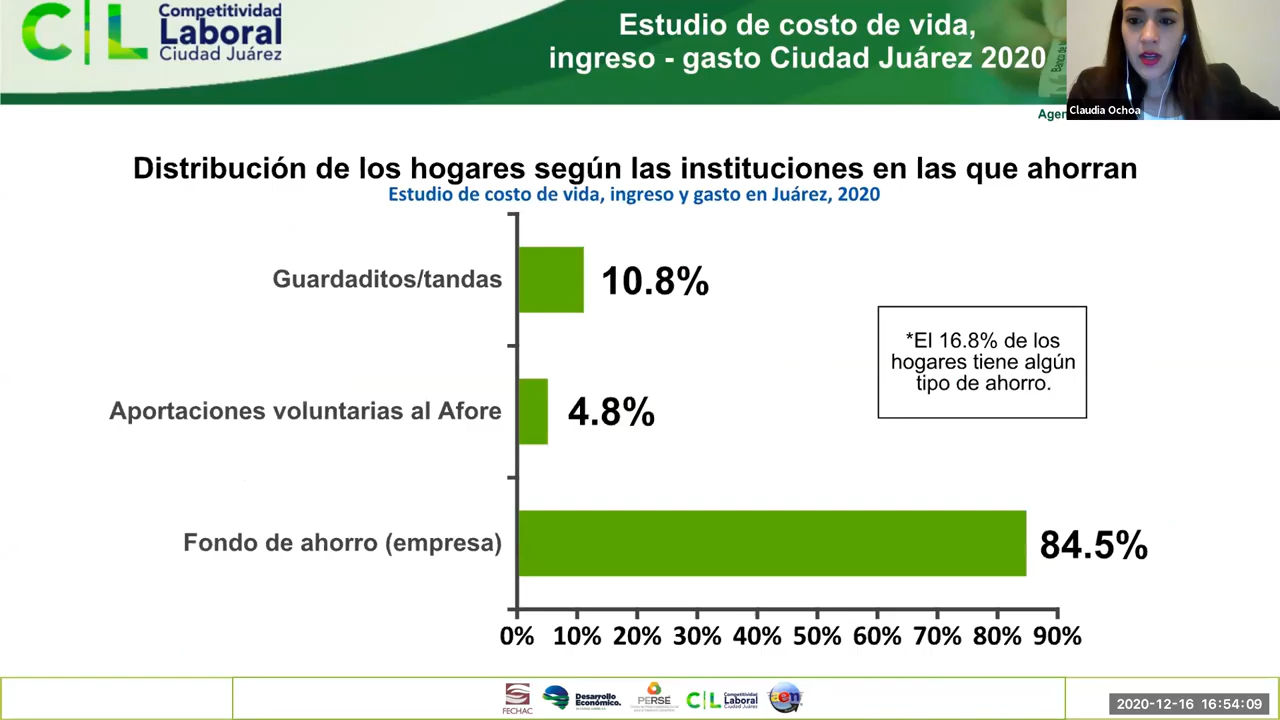 C|L Competitividad
Laboral
Ciudad Juárez
Estudio de costo de vida,
ingreso - gasto Ciudad Juárez 2020
Claudia Ochoa
Distribución de los hogares según las instituciones en las que ahorran
Estudio de costo de vida, ingreso y gasto en Juárez, 2020
Guardaditos/tandas
10.8%
*El 16.8% de los
hogares tiene algún
tipo de ahorro.
Aportaciones voluntarias al Afore
4.8%
Fondo de ahorro (empresa)
84.5%
0% 10% 20% 30% 40% 50% 60% 70% 80% 90%
FECHAC
Desarrollo
Económico.
PERSÉ
C|L Competitividad
Laboral
Ciudad Juárez
2020-12-16 16:54:09